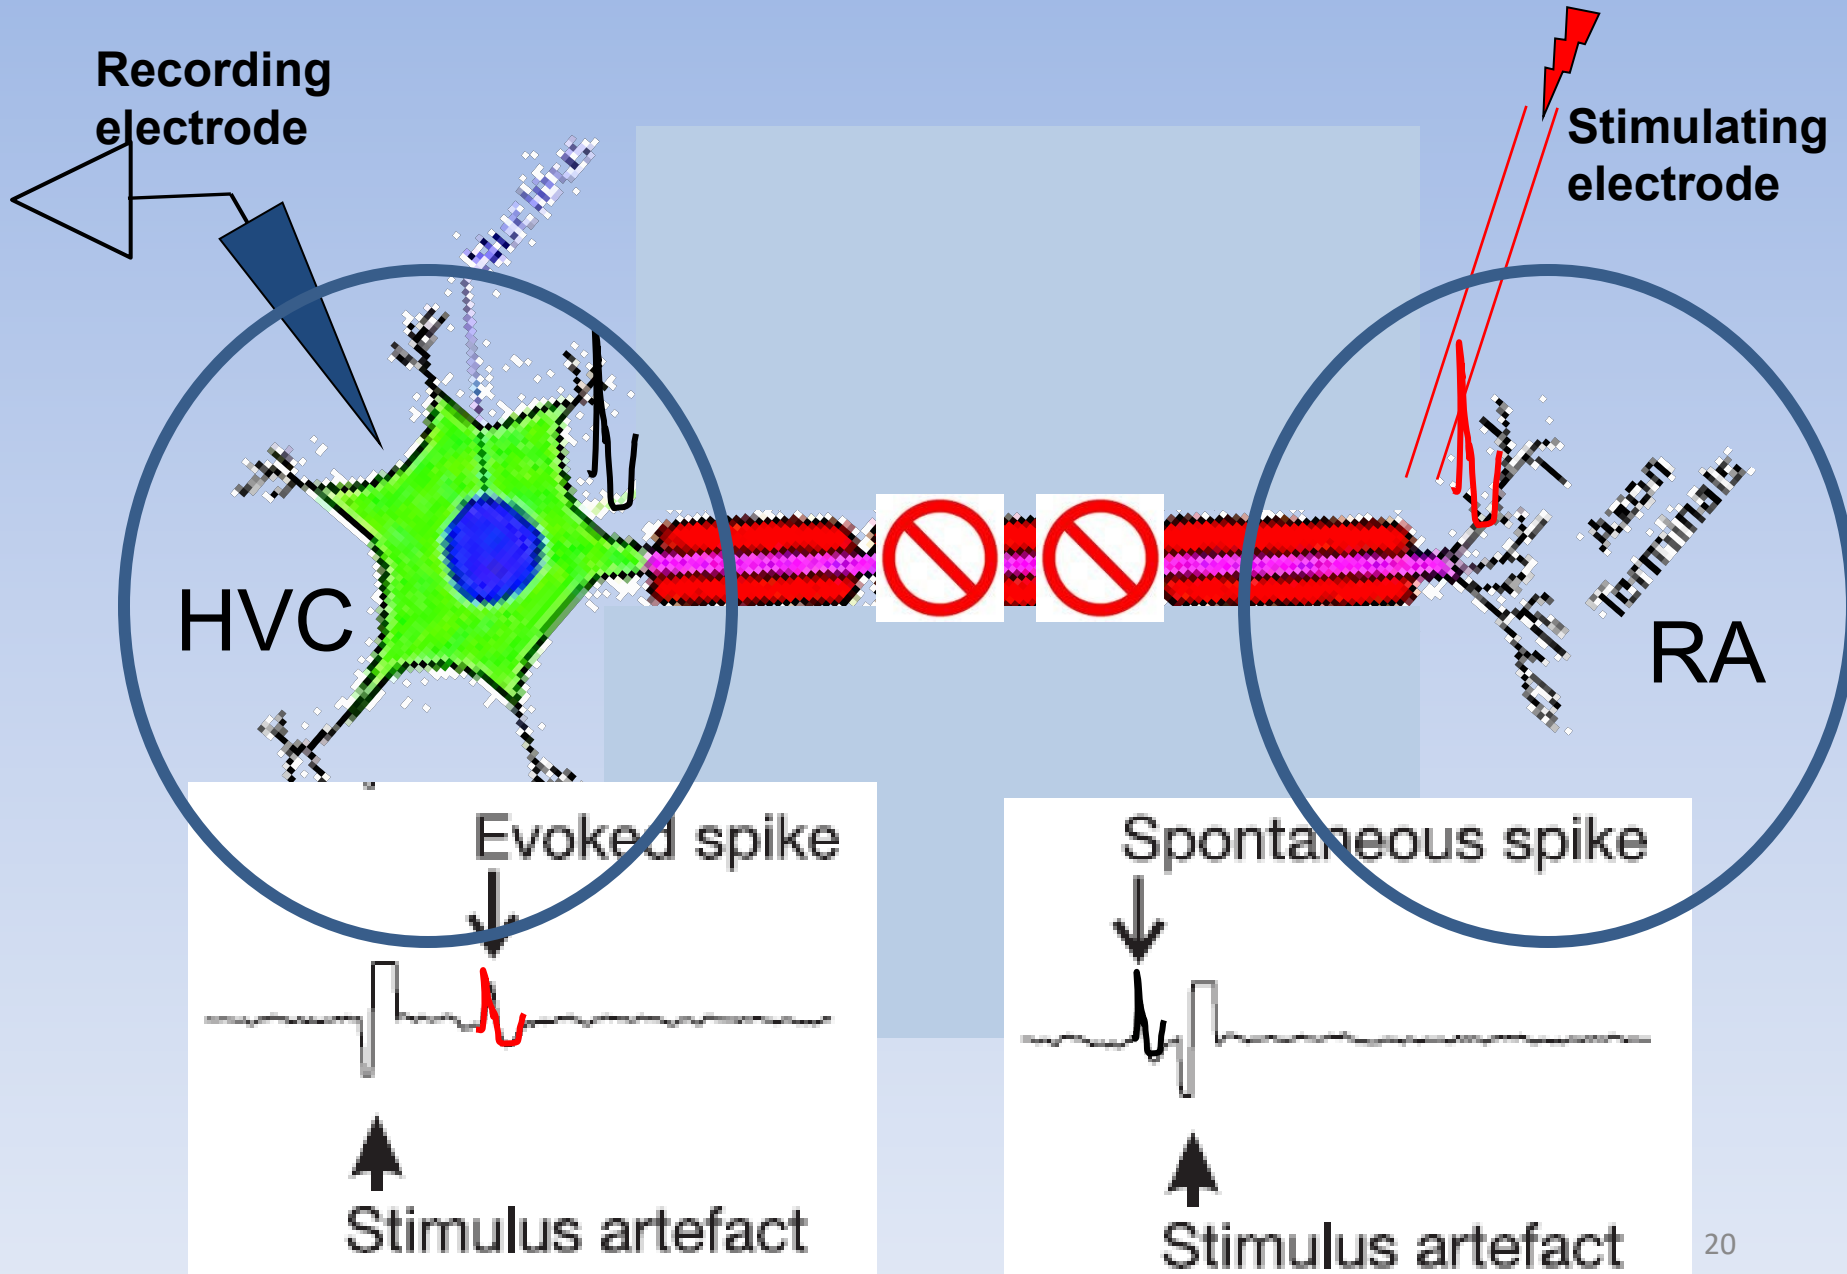 Recording
electrode
Stimulating
electrode
HVC
Axon
Terminals
RA
Evoked spike
Stimulus artefact
Spontaneous spike
Stimulus artefact
20